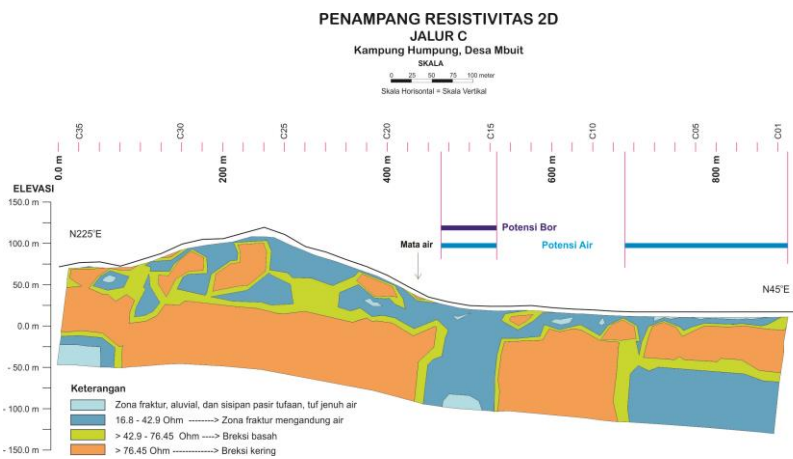 PENAMPANG RESISTIVITAS 2D
JALUR C
Kampung Humpung, Desa Mbuit
SKALA
0 25 50 75 100 meter
Skala Horisontal = Skala Vertikal
C35 C30 C25 C20 C15 C10 C05 C01
0.0 m 200 m 400 m 600 m 800 m
ELEVASI
150.0 m
N225°E
Potensi Bor
100.0 m
Mata air
Potensi Air
50.0 m
N45°E
0.0 m
- 50.0 m
Keterangan
Zona fraktur, aluvial, dan sisipan pasir tufaan, tuf jenuh air
- 100.0 m
16.8 - 42.9 Ohm --------> Zona fraktur mengandung air
> 42.9 - 76.45 Ohm ----> Breksi basah
- 150.0 m
> 76.45 Ohm -------------> Breksi kering